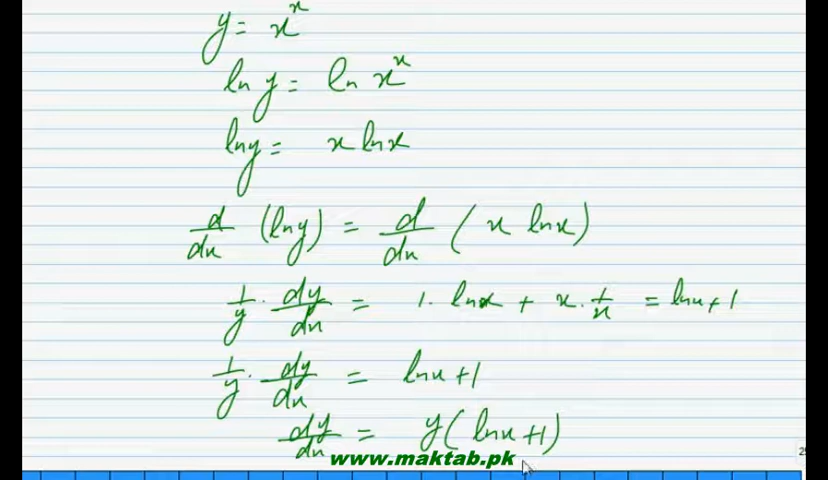 y = x^x
ln y = ln x^x
ln y = x ln x
d/dx (ln y) = d/dx ( x ln x)
1/y . dy/dx = 1. ln x + x . 1/x = ln x + 1
1/y . dy/dx = ln x + 1
dy/dx = y ( ln x + 1)
www.maktab.pk